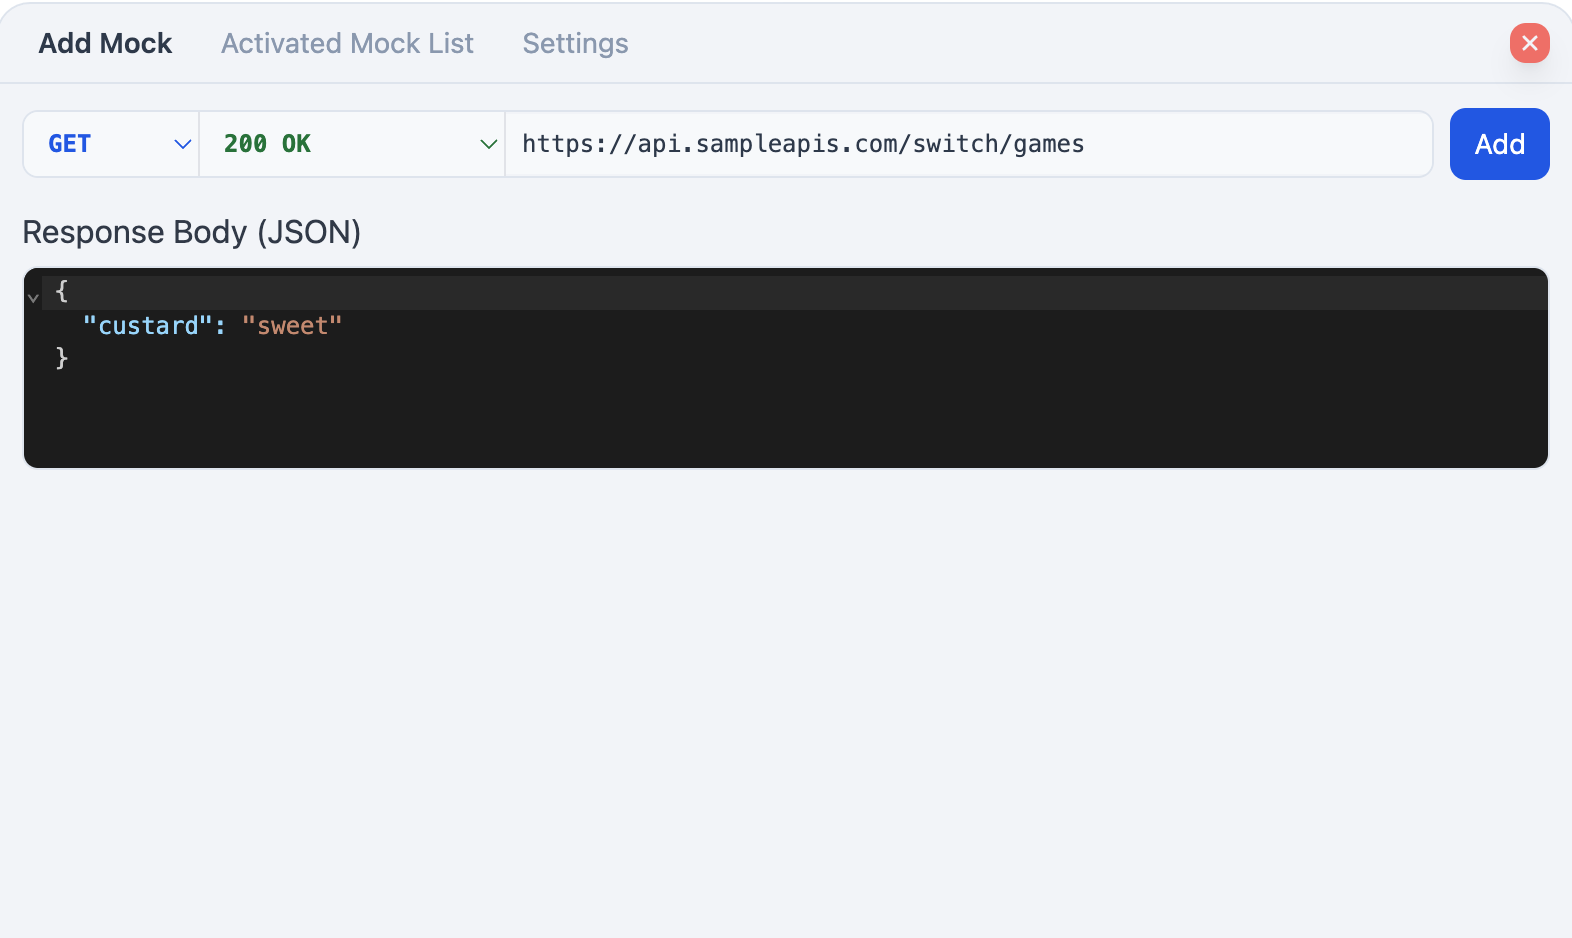 Add Mock Activated Mock List Settings
GET 200 OK https://api.sampleapis.com/switch/games Add
Response Body (JSON)
{
  "custard": "sweet"
}